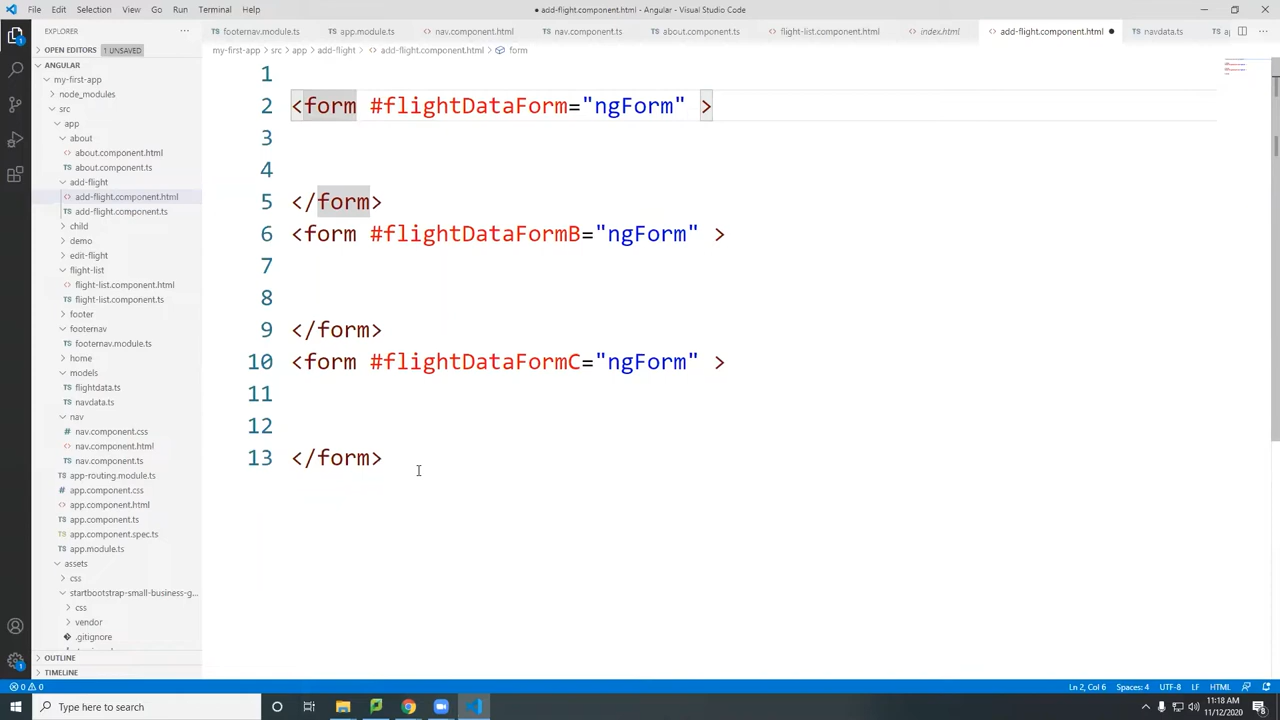 File Edit Selection View Go Run Terminal Help
● add-flight.component.html - Angular - Visual Studio Code
EXPLORER ...
footernav.module.ts app.module.ts nav.component.html nav.component.ts about.component.ts flight-list.component.html index.html add-flight.component.html ● navdata.ts
OPEN EDITORS 1 UNSAVED
my-first-app > src > app > add-flight > add-flight.component.html > form
ANGULAR
my-first-app
node_modules
src
app
about
about.component.html
about.component.ts
add-flight
add-flight.component.html
add-flight.component.ts
child
demo
edit-flight
flight-list
flight-list.component.html
flight-list.component.ts
footer
footernav
footernav.module.ts
home
models
flightdata.ts
navdata.ts
nav
nav.component.css
nav.component.html
nav.component.ts
app-routing.module.ts
app.component.css
app.component.html
app.component.ts
app.component.spec.ts
app.module.ts
assets
css
startbootstrap-small-business-g...
css
vendor
.gitignore
OUTLINE
TIMELINE
1
2 <form #flightDataForm="ngForm" >
3
4
5 </form>
6 <form #flightDataFormB="ngForm" >
7
8
9 </form>
10 <form #flightDataFormC="ngForm" >
11
12
13 </form>
0 0 Ln 2, Col 6 Spaces: 4 UTF-8 LF HTML
Type here to search
11:18 AM
11/12/2020